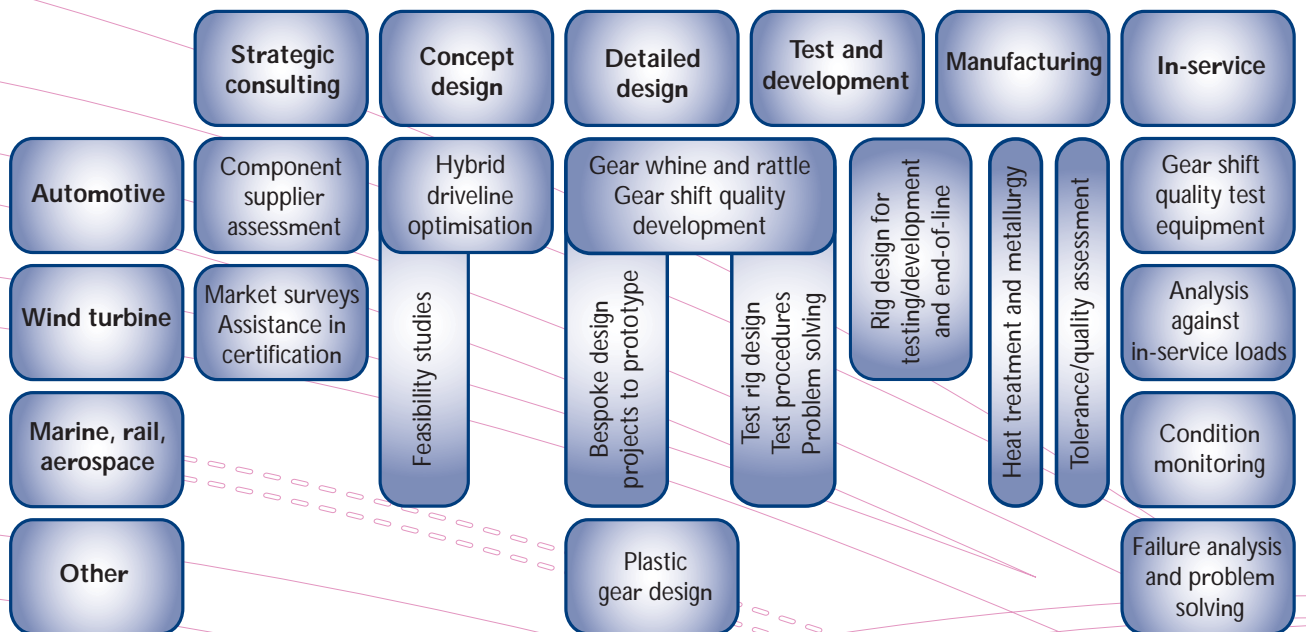 Strategic
consulting
Concept
design
Detailed
design
Test and
development
Manufacturing
In-service
Automotive
Component
supplier
assessment
Hybrid
driveline
optimisation
Gear whine and rattle
Gear shift quality
development
Rig design for
testing/development
and end-of-line
Heat treatment and metallurgy
Tolerance/quality assessment
Gear shift
quality test
equipment
Wind turbine
Market surveys
Assistance in
certification
Feasibility studies
Bespoke design
projects to prototype
Test rig design
Test procedures
Problem solving
Analysis
against
in-service loads
Marine, rail,
aerospace
Condition
monitoring
Other
Plastic
gear design
Failure analysis
and problem
solving